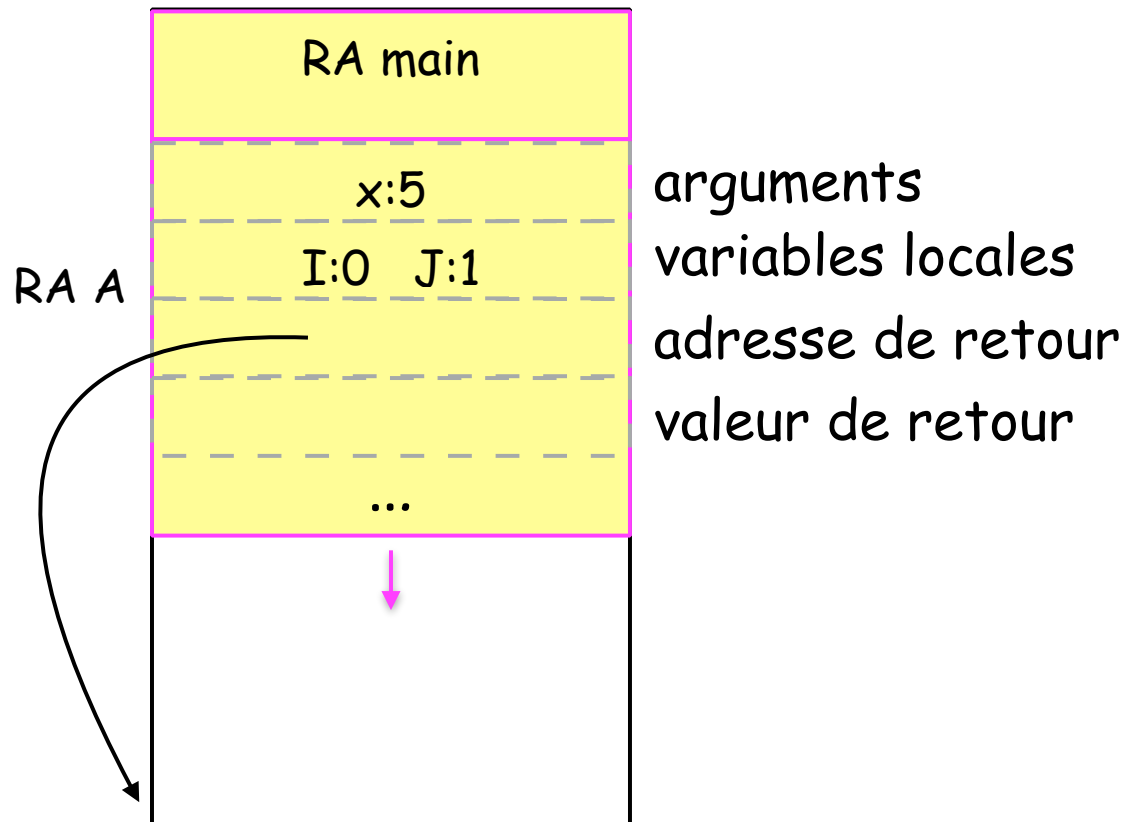 RA main
x:5
arguments
I:0 J:1
variables locales
RA A
adresse de retour
valeur de retour
...